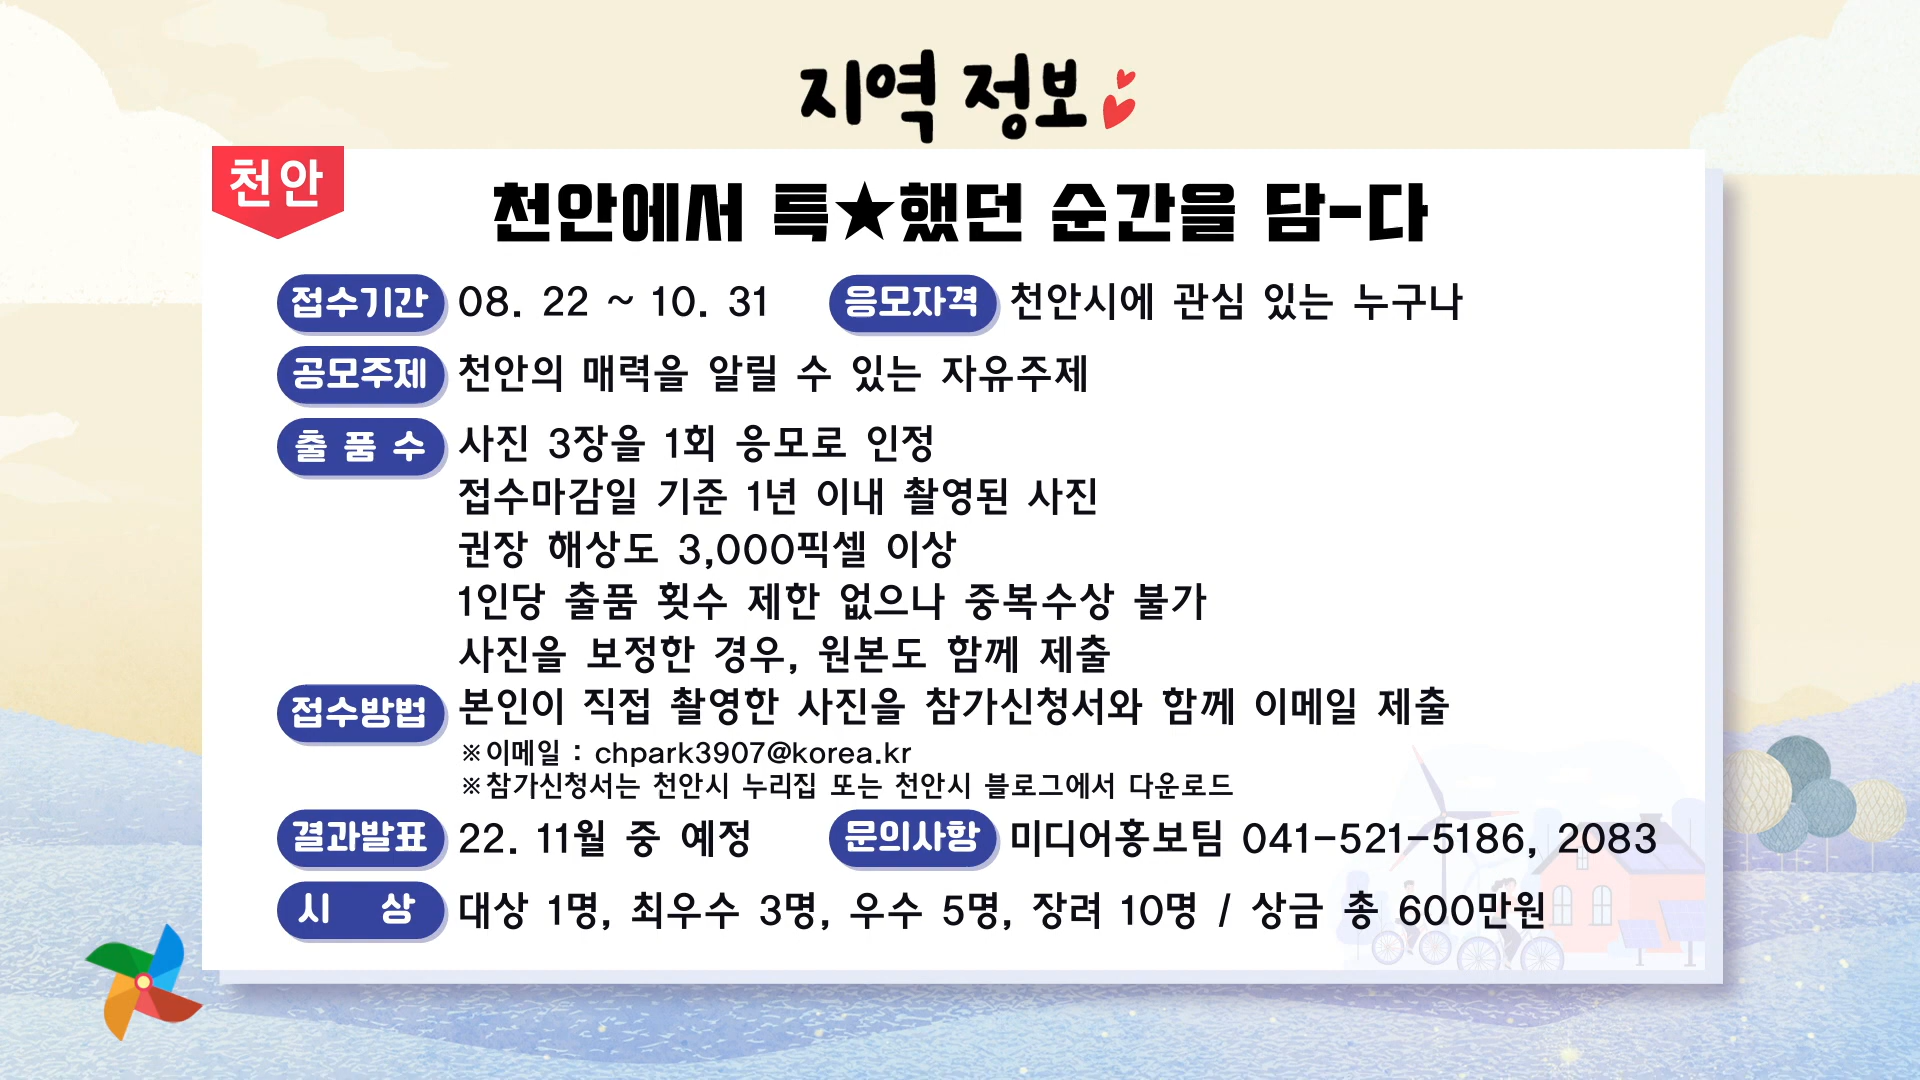 지역 정보
천안
천안에서 특★했던 순간을 담-다
접수기간 08. 22 ~ 10. 31 응모자격 천안시에 관심 있는 누구나
공모주제 천안의 매력을 알릴 수 있는 자유주제
출 품 수 사진 3장을 1회 응모로 인정
접수마감일 기준 1년 이내 촬영된 사진
권장 해상도 3,000픽셀 이상
1인당 출품 횟수 제한 없으나 중복수상 불가
사진을 보정한 경우, 원본도 함께 제출
접수방법 본인이 직접 촬영한 사진을 참가신청서와 함께 이메일 제출
※이메일 : chpark3907@korea.kr
※참가신청서는 천안시 누리집 또는 천안시 블로그에서 다운로드
결과발표 22. 11월 중 예정 문의사항 미디어홍보팀 041-521-5186, 2083
시 상 대상 1명, 최우수 3명, 우수 5명, 장려 10명 / 상금 총 600만원